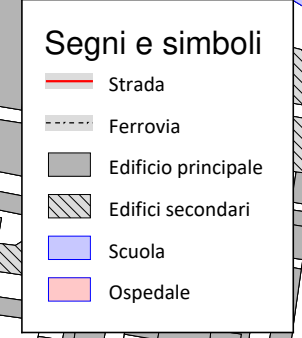 Segni e simboli
Strada
Ferrovia
Edificio principale
Edifici secondari
Scuola
Ospedale